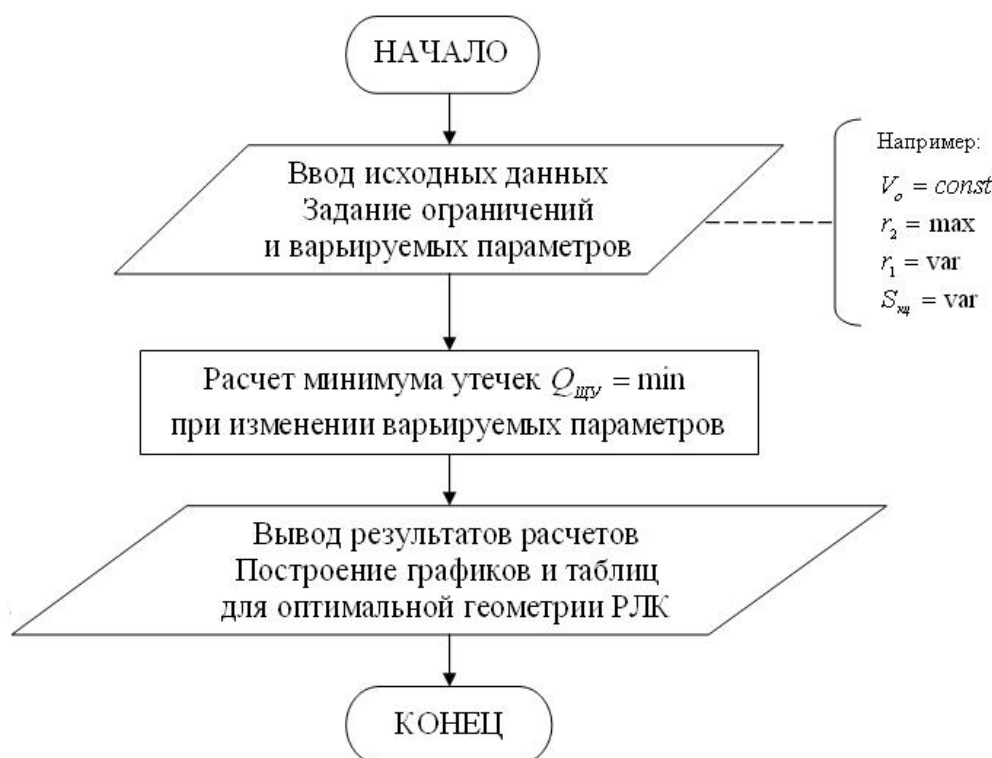 НАЧАЛО
Ввод исходных данных
Задание ограничений
и варьируемых параметров
Например:
V_o = const
r_2 = max
r_1 = var
S_кц = var
Расчет минимума утечек Q_ЩУ = min
при изменении варьируемых параметров
Вывод результатов расчетов
Построение графиков и таблиц
для оптимальной геометрии РЛК
КОНЕЦ